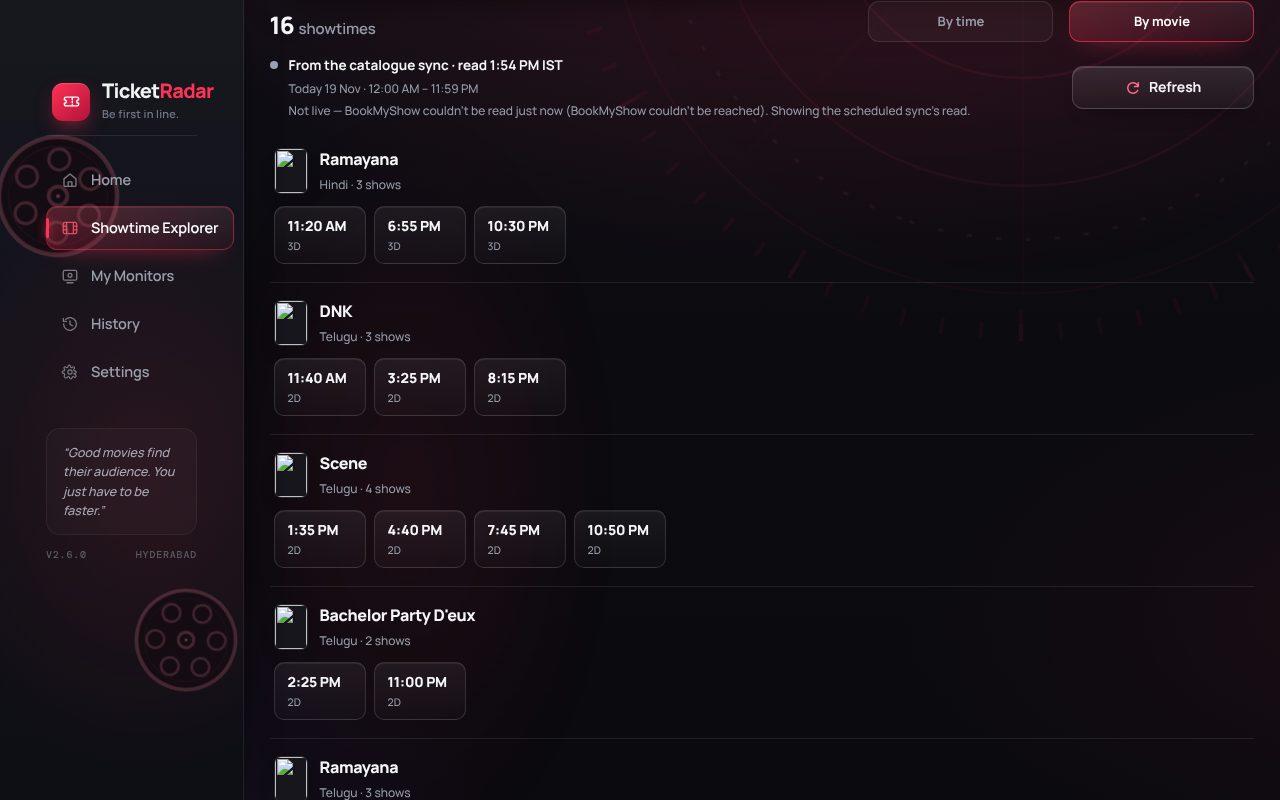 TicketRadar
Be first in line.
Home
Showtime Explorer
My Monitors
History
Settings
“Good movies find
their audience. You
just have to be
faster.”
V2.6.0 HYDERABAD
16 showtimes
By time
By movie
From the catalogue sync · read 1:54 PM IST
Today 19 Nov · 12:00 AM – 11:59 PM
Not live — BookMyShow couldn't be read just now (BookMyShow couldn't be reached). Showing the scheduled sync's read.
Refresh
Ramayana
Hindi · 3 shows
11:20 AM 6:55 PM 10:30 PM
3D 3D 3D
DNK
Telugu · 3 shows
11:40 AM 3:25 PM 8:15 PM
2D 2D 2D
Scene
Telugu · 4 shows
1:35 PM 4:40 PM 7:45 PM 10:50 PM
2D 2D 2D 2D
Bachelor Party D'eux
Telugu · 2 shows
2:25 PM 11:00 PM
2D 2D
Ramayana
Telugu · 3 shows